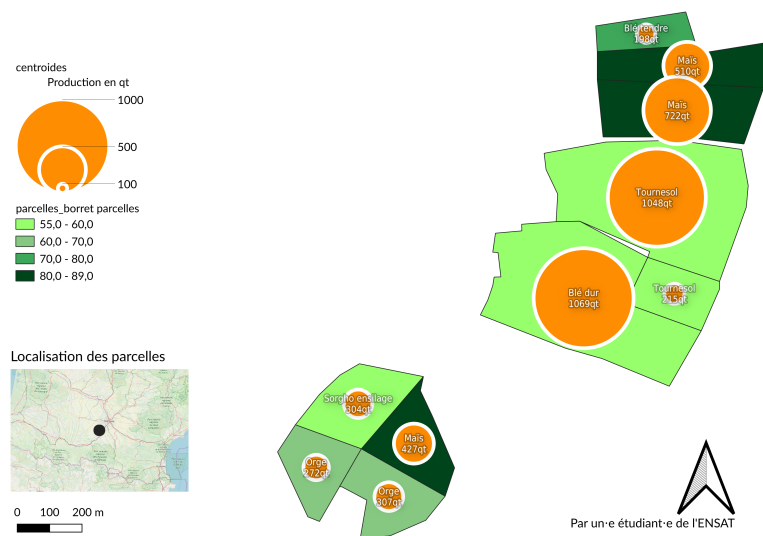 centroides
Production en qt
1000
500
100
parcelles_borret parcelles
55,0 - 60,0
60,0 - 70,0
70,0 - 80,0
80,0 - 89,0
Blé tendre
198qt
Maïs
510qt
Maïs
722qt
Tournesol
1048qt
Blé dur
1069qt
Tournesol
215qt
Localisation des parcelles
Sorgho ensilage
304qt
Maïs
427qt
Orge
272qt
Orge
307qt
0 100 200 m
Par un·e étudiant·e de l'ENSAT